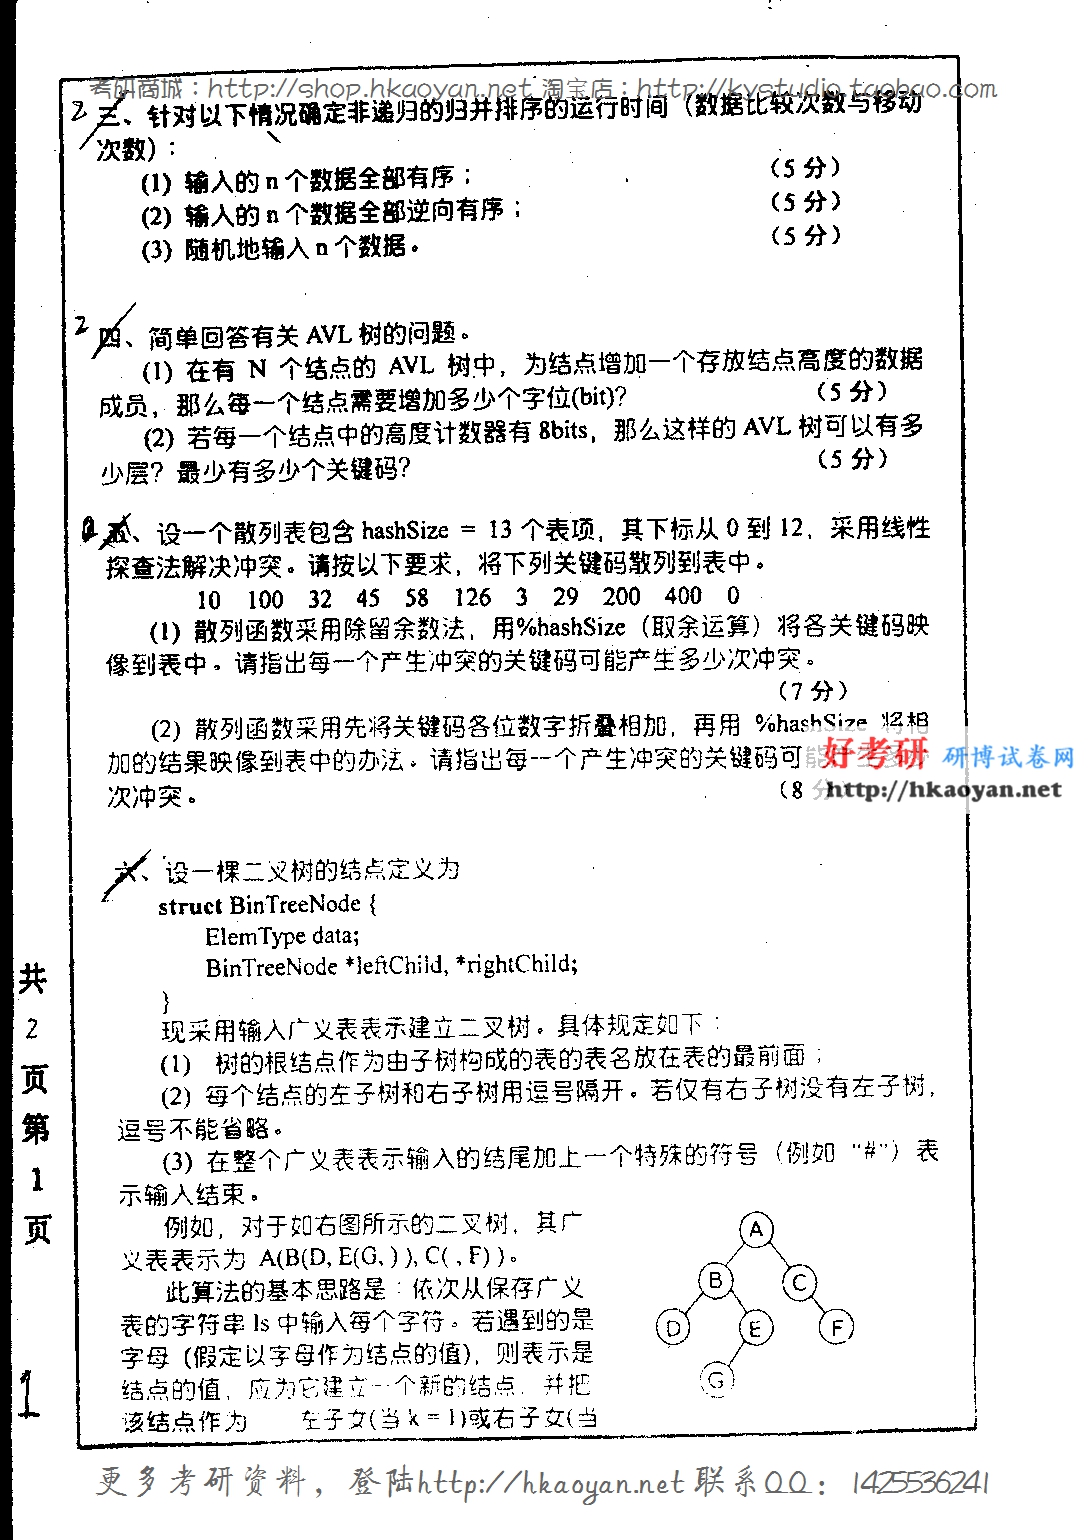 考研商城：http://shop.hkaoyan.net 淘宝店：http://kystudio.taobao.com
2
三、针对以下情况确定非递归的归并排序的运行时间（数据比较次数与移动
次数）：
(1) 输入的 n 个数据全部有序； （5 分）
(2) 输入的 n 个数据全部逆向有序； （5 分）
(3) 随机地输入 n 个数据。 （5 分）
2
四、简单回答有关 AVL 树的问题。
(1) 在有 N 个结点的 AVL 树中，为结点增加一个存放结点高度的数据
成员，那么每一个结点需要增加多少个字位(bit)? （5 分）
(2) 若每一个结点中的高度计数器有 8bits，那么这样的 AVL 树可以有多
少层？最少有多少个关键码？ （5 分）
五、设一个散列表包含 hashSize = 13 个表项，其下标从 0 到 12，采用线性
探查法解决冲突。请按以下要求，将下列关键码散列到表中。
10 100 32 45 58 126 3 29 200 400 0
(1) 散列函数采用除留余数法，用%hashSize（取余运算）将各关键码映
像到表中。请指出每一个产生冲突的关键码可能产生多少次冲突。
（7 分）
(2) 散列函数采用先将关键码各位数字折叠相加，再用 %hashSize 将相
加的结果映像到表中的办法。请指出每一个产生冲突的关键码可能
次冲突。 （8 分
好考研 研博试卷网
http://hkaoyan.net
六、设一棵二叉树的结点定义为
struct BinTreeNode {
ElemType data;
BinTreeNode *leftChild, *rightChild;
}
现采用输入广义表表示建立二叉树。具体规定如下：
(1) 树的根结点作为由子树构成的表的表名放在表的最前面；
(2) 每个结点的左子树和右子树用逗号隔开。若仅有右子树没有左子树，
逗号不能省略。
(3) 在整个广义表表示输入的结尾加上一个特殊的符号（例如 "#"）表
示输入结束。
例如，对于如右图所示的二叉树，其广
义表表示为 A(B(D, E(G, ) ), C( , F) )。
此算法的基本思路是：依次从保存广义
表的字符串 ls 中输入每个字符。若遇到的是
字母（假定以字母作为结点的值），则表示是
结点的值，应为它建立一个新的结点，并把
该结点作为 左子女(当 k = 1)或右子女(当
A
B C
D E F
G
共
2
页
第
1
页
1
更多考研资料，登陆http://hkaoyan.net 联系QQ：1425536241